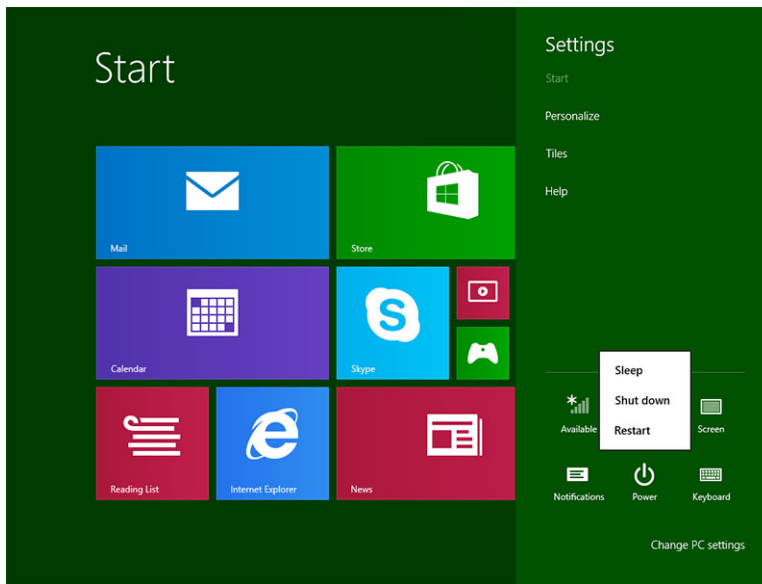 Start
Mail
Store
Calendar
Skype
Reading List
Internet Explorer
News
Settings
Start
Personalize
Tiles
Help
Sleep
Shut down
Restart
Available
Screen
Notifications
Power
Keyboard
Change PC settings